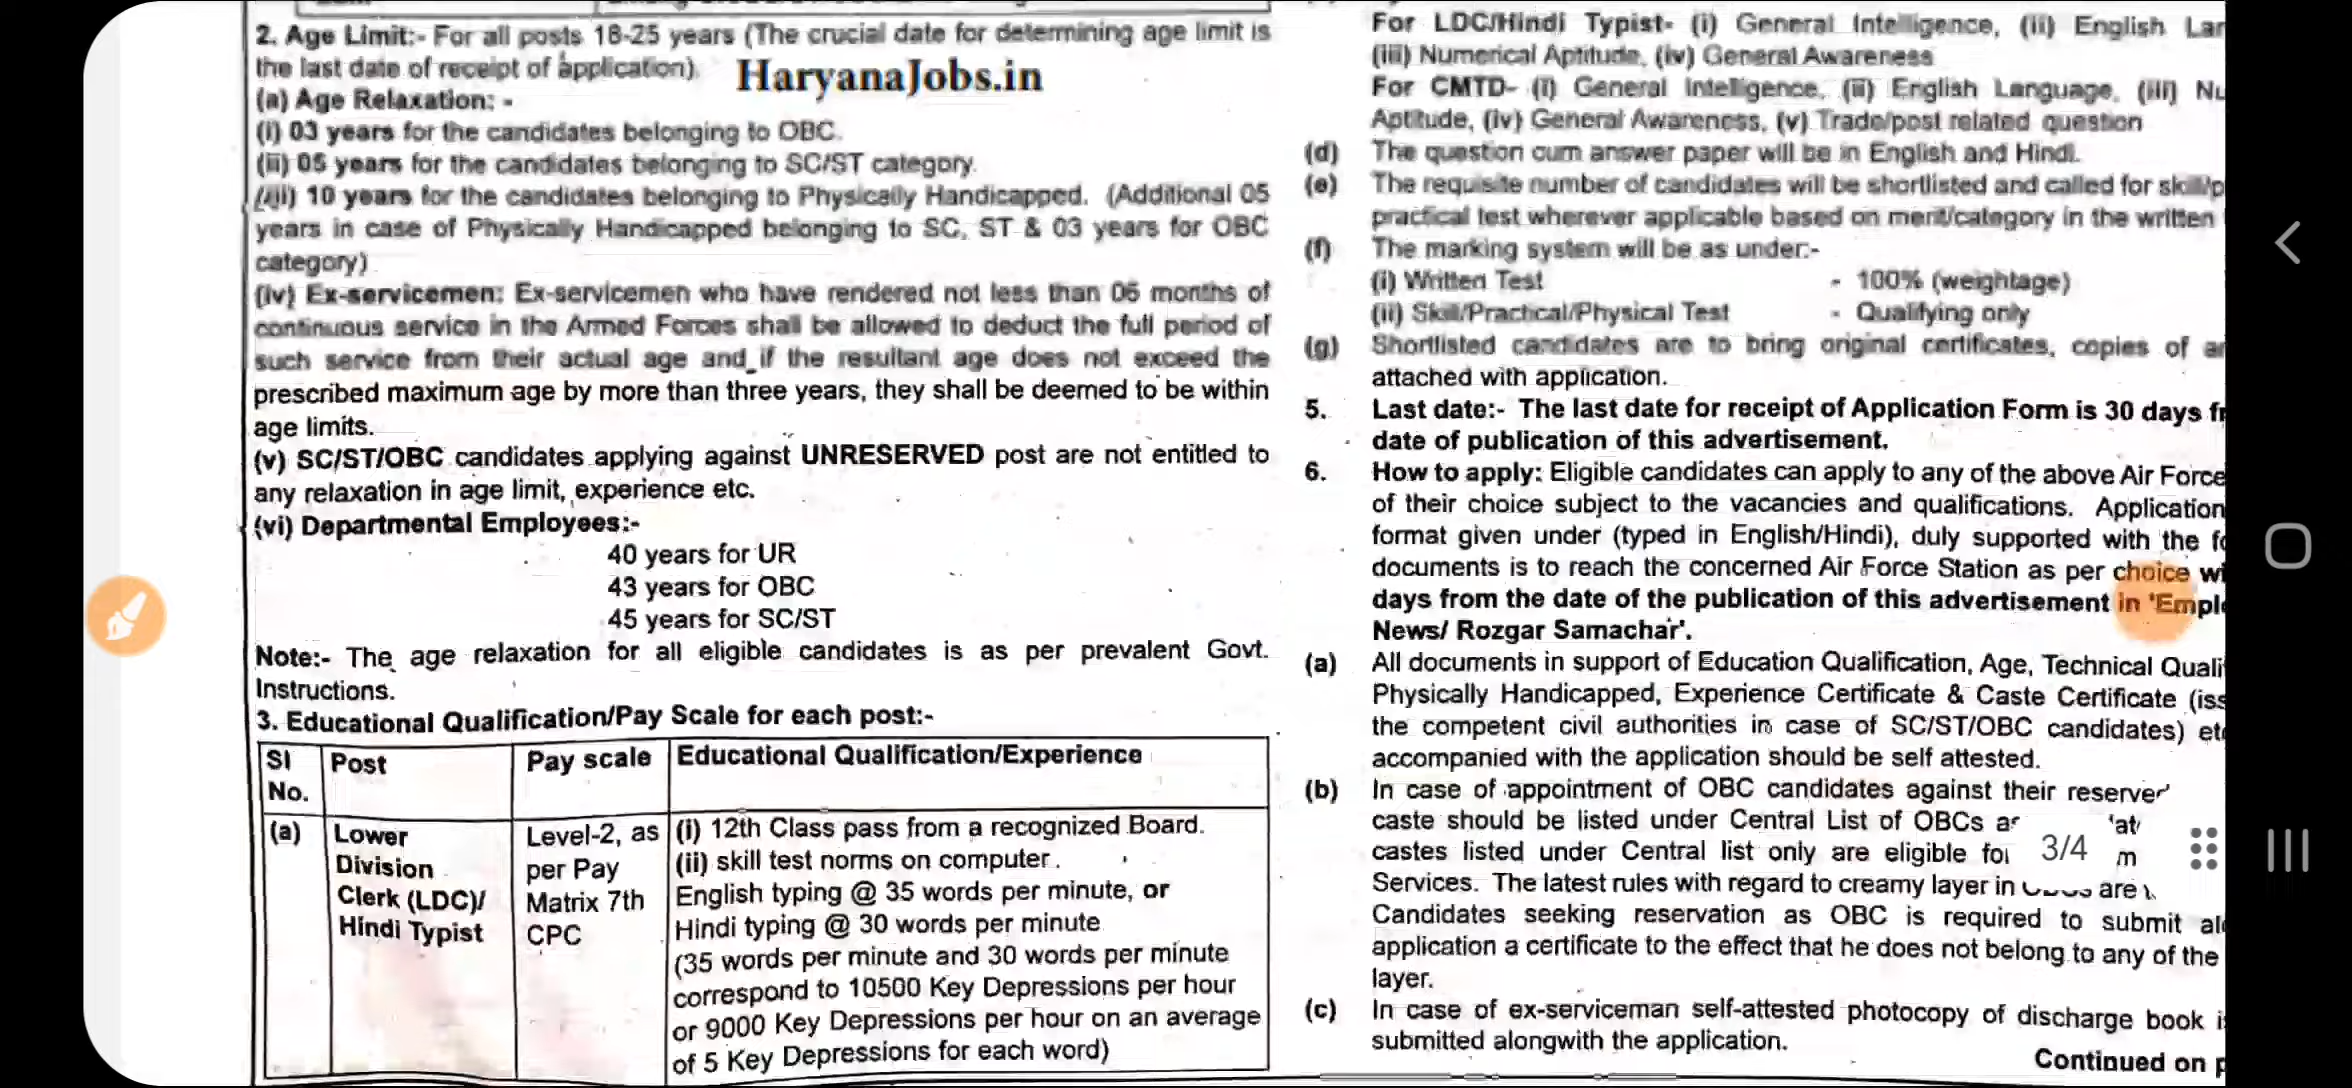 2. Age Limit:- For all posts 18-25 years (The crucial date for determining age limit is
the last date of receipt of application).
HaryanaJobs.in
(a) Age Relaxation: -
(i) 03 years for the candidates belonging to OBC.
(ii) 05 years for the candidates belonging to SC/ST category.
(iii) 10 years for the candidates belonging to Physically Handicapped. (Additional 05
years in case of Physically Handicapped belonging to SC, ST & 03 years for OBC
category)
(iv) Ex-servicemen: Ex-servicemen who have rendered not less than 06 months of
continuous service in the Armed Forces shall be allowed to deduct the full period of
such service from their actual age and if the resultant age does not exceed the
prescribed maximum age by more than three years, they shall be deemed to be within
age limits.
(v) SC/ST/OBC candidates applying against UNRESERVED post are not entitled to
any relaxation in age limit, experience etc.
(vi) Departmental Employees:-
40 years for UR
43 years for OBC
45 years for SC/ST
Note:- The age relaxation for all eligible candidates is as per prevalent Govt.
Instructions.
3. Educational Qualification/Pay Scale for each post:-
Sl No. Post Pay scale Educational Qualification/Experience
(a) Lower Division Clerk (LDC)/ Hindi Typist
Level-2, as per Pay Matrix 7th CPC
(i) 12th Class pass from a recognized Board.
(ii) skill test norms on computer.
English typing @ 35 words per minute, or
Hindi typing @ 30 words per minute
(35 words per minute and 30 words per minute
correspond to 10500 Key Depressions per hour
or 9000 Key Depressions per hour on an average
of 5 Key Depressions for each word)
For LDC/Hindi Typist- (i) General Intelligence, (ii) English
(iii) Numerical Aptitude, (iv) General Awareness
For CMTD- (i) General Intelligence, (ii) English Language, (iii)
Aptitude, (iv) General Awareness, (v) Trade/post related question
(d) The question cum answer paper will be in English and Hindi.
(e) The requisite number of candidates will be shortlisted and called for
practical test wherever applicable based on merit/category in the written
(f) The marking system will be as under:-
(i) Written Test - 100% (weightage)
(ii) Skill/Practical/Physical Test - Qualifying only
(g) Shortlisted candidates are to bring original certificates, copies of
attached with application.
5. Last date:- The last date for receipt of Application Form is 30 days
date of publication of this advertisement.
6. How to apply: Eligible candidates can apply to any of the above Air Force
of their choice subject to the vacancies and qualifications. Application
format given under (typed in English/Hindi), duly supported with the
documents is to reach the concerned Air Force Station as per choice
days from the date of the publication of this advertisement in
News/ Rozgar Samachar'.
(a) All documents in support of Education Qualification, Age, Technical
Physically Handicapped, Experience Certificate & Caste Certificate
the competent civil authorities in case of SC/ST/OBC candidates)
accompanied with the application should be self attested.
(b) In case of appointment of OBC candidates against their
caste should be listed under Central List of OBCs
castes listed under Central list only are eligible
3/4
Services. The latest rules with regard to creamy layer in are
Candidates seeking reservation as OBC is required to submit
application a certificate to the effect that he does not belong to any of the
layer.
(c) In case of ex-serviceman self-attested photocopy of discharge book
submitted alongwith the application.
Continued on